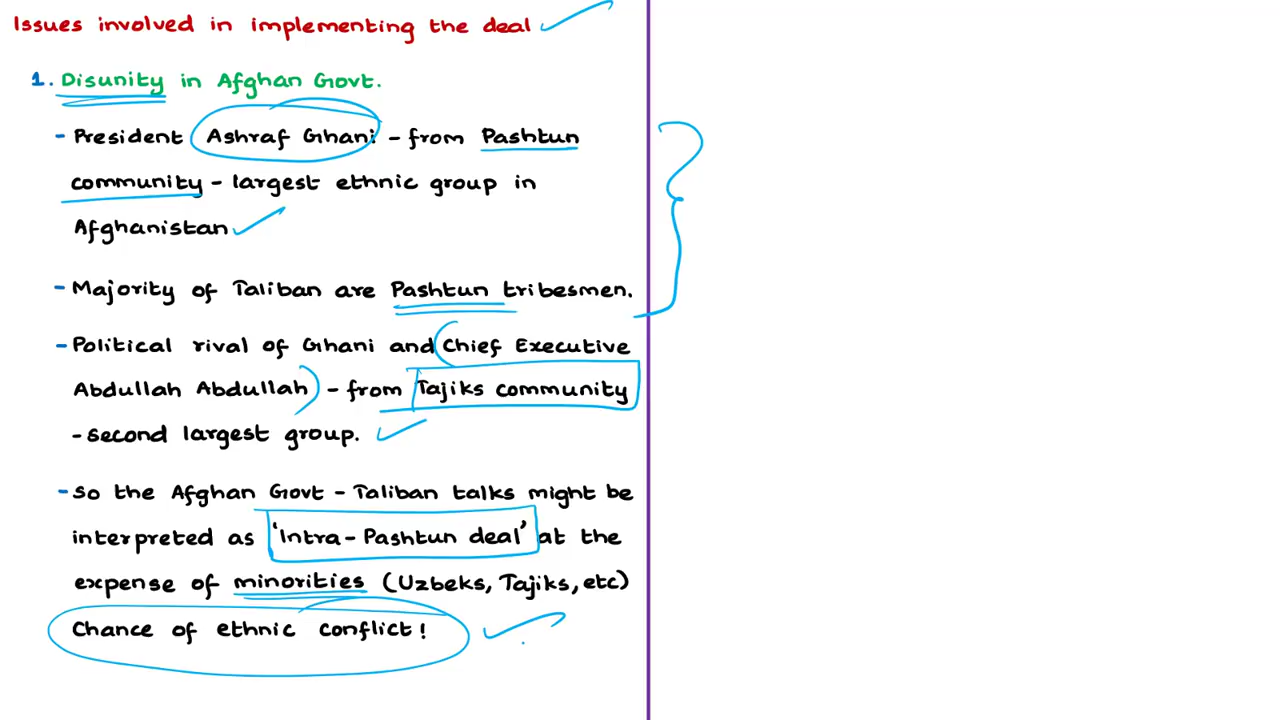 Issues involved in implementing the deal
1. Disunity in Afghan Govt.
- President Ashraf Ghani - from Pashtun
community - largest ethnic group in
Afghanistan
- Majority of Taliban are Pashtun tribesmen.
- Political rival of Ghani and Chief Executive
Abdullah Abdullah - from Tajiks community
- second largest group.
- So the Afghan Govt - Taliban talks might be
interpreted as 'Intra-Pashtun deal' at the
expense of minorities (Uzbeks, Tajiks, etc)
Chance of ethnic conflict!